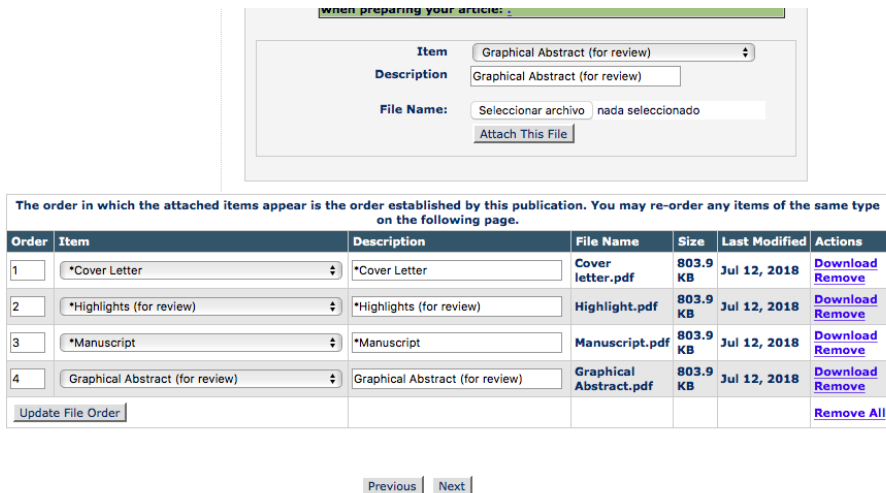 when preparing your article: .
Item Graphical Abstract (for review)
Description Graphical Abstract (for review)
File Name: Seleccionar archivo nada seleccionado
Attach This File
The order in which the attached items appear is the order established by this publication. You may re-order any items of the same type
on the following page.
Order Item Description File Name Size Last Modified Actions
1 *Cover Letter *Cover Letter Cover letter.pdf 803.9 KB Jul 12, 2018 Download Remove
2 *Highlights (for review) *Highlights (for review) Highlight.pdf 803.9 KB Jul 12, 2018 Download Remove
3 *Manuscript *Manuscript Manuscript.pdf 803.9 KB Jul 12, 2018 Download Remove
4 Graphical Abstract (for review) Graphical Abstract (for review) Graphical Abstract.pdf 803.9 KB Jul 12, 2018 Download Remove
Update File Order Remove All
Previous Next